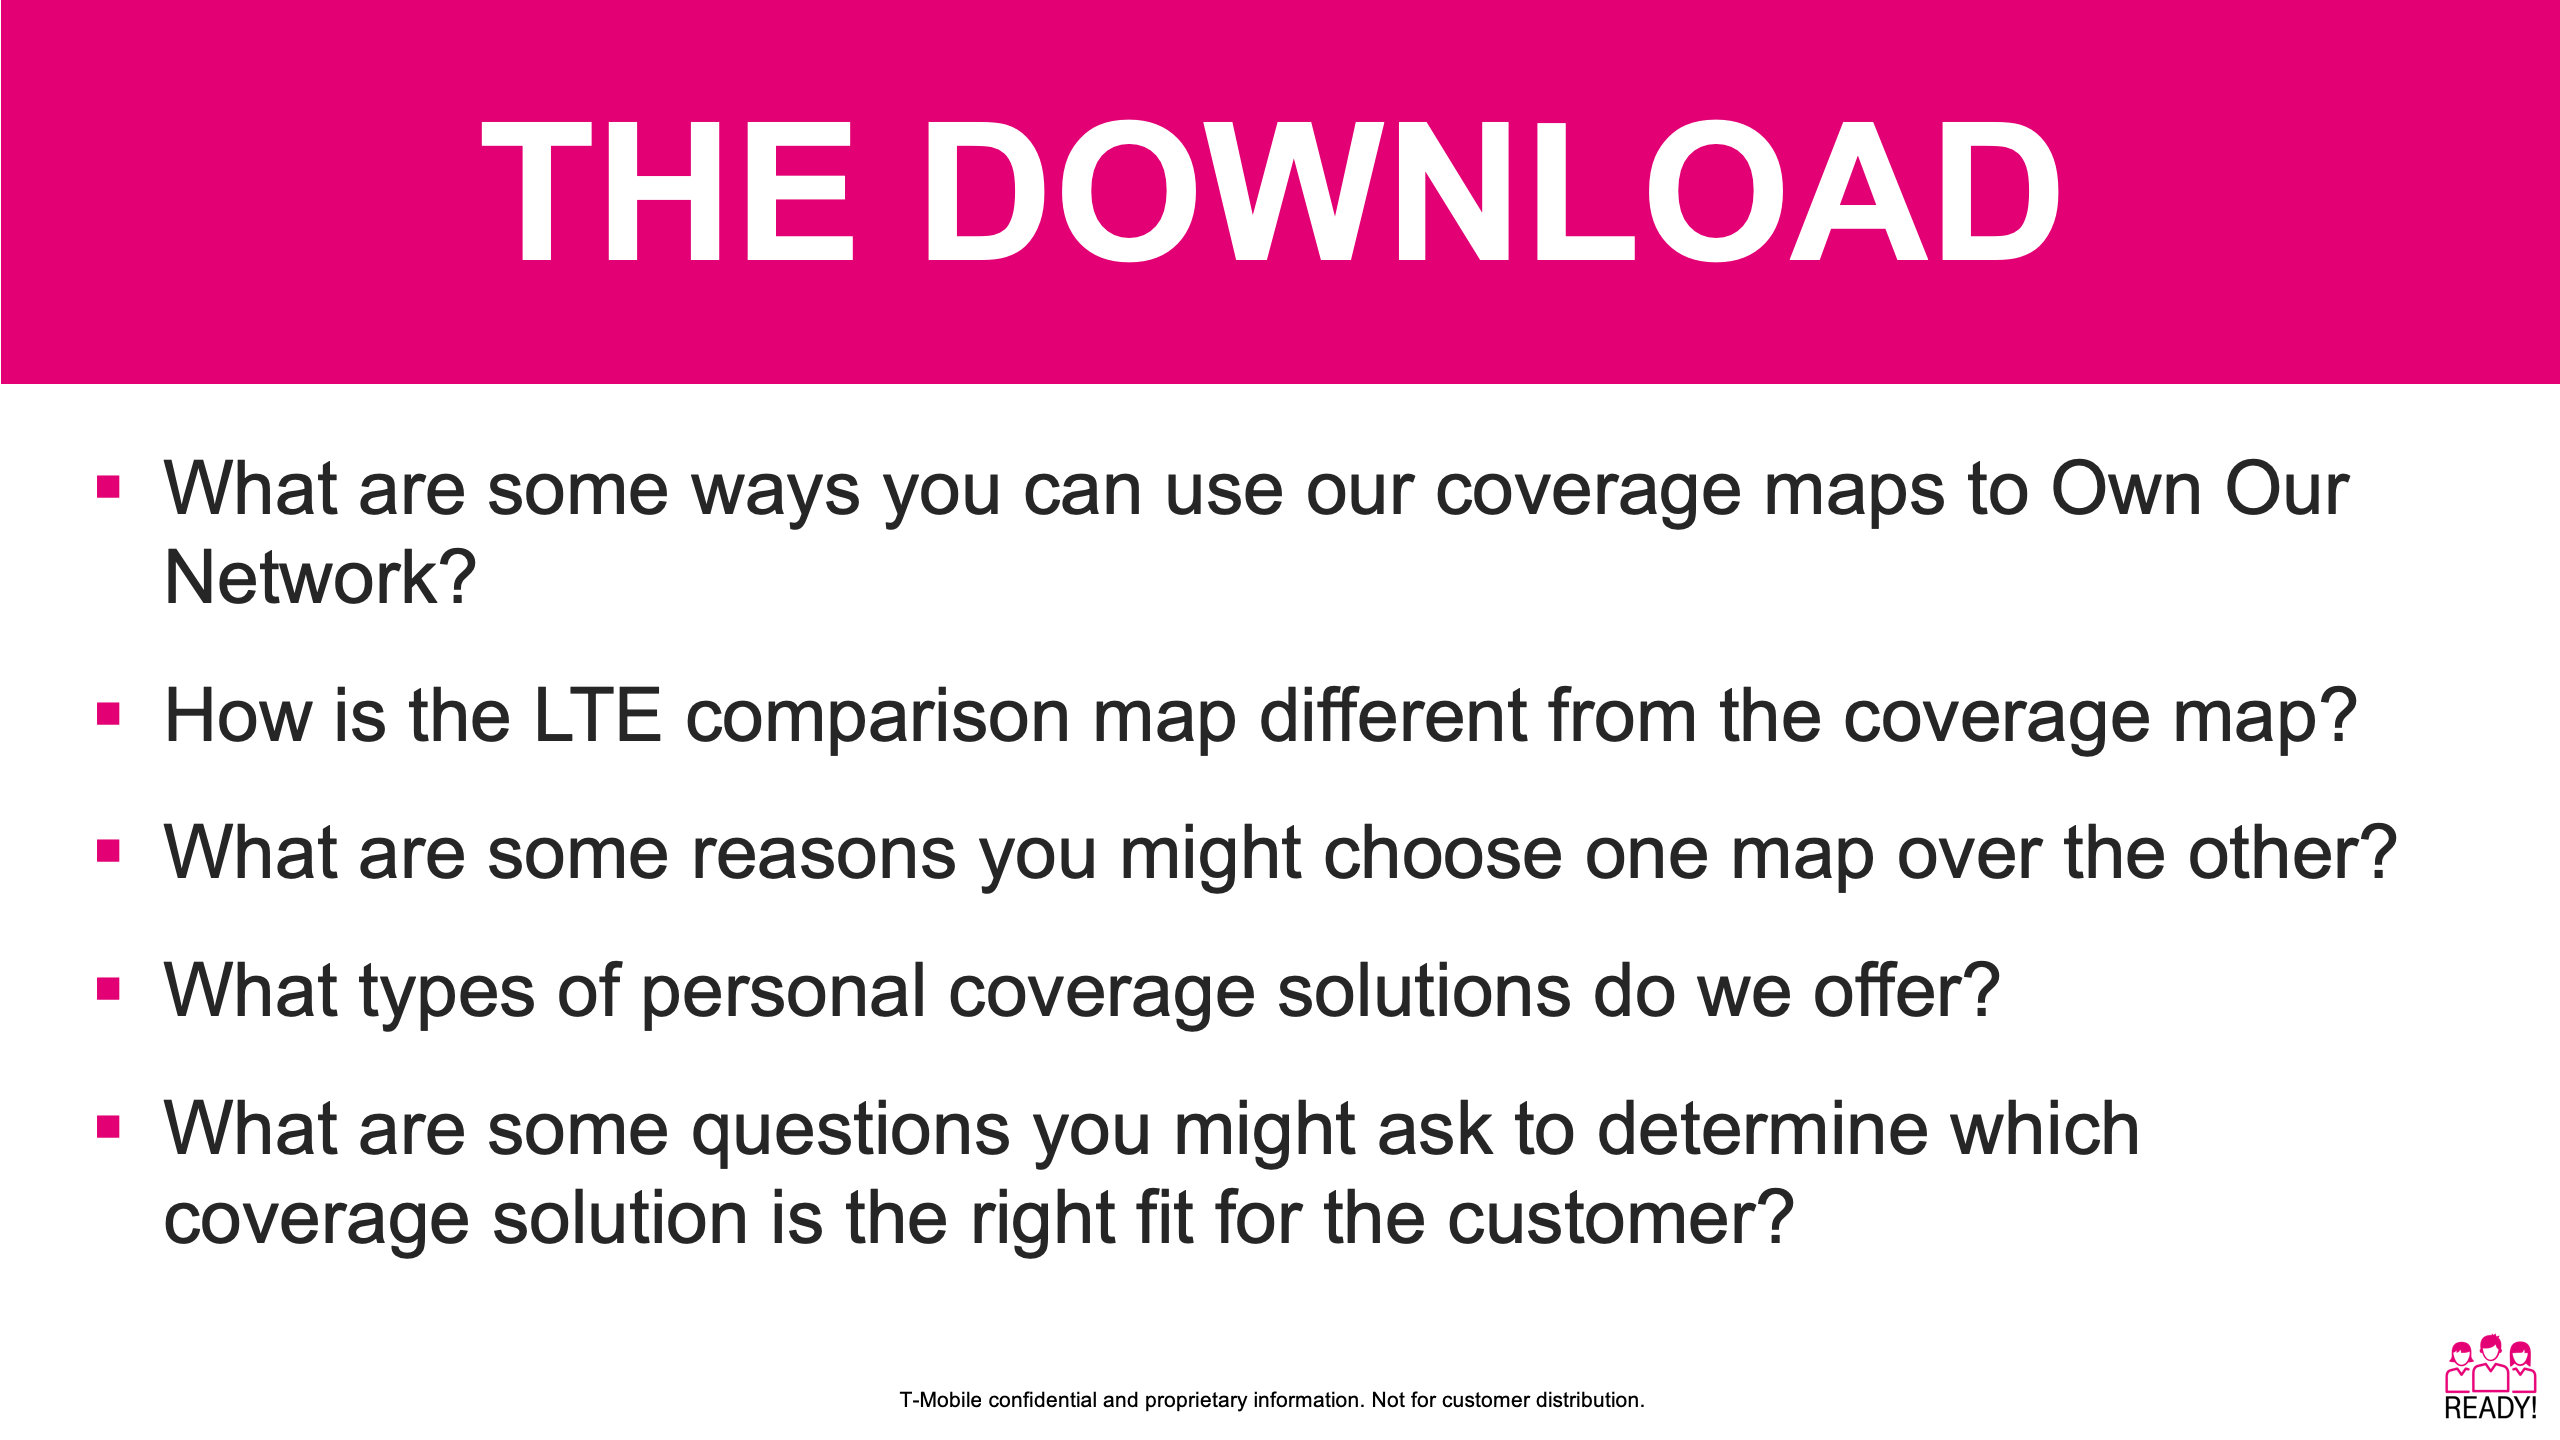 THE DOWNLOAD
▪ What are some ways you can use our coverage maps to Own Our
Network?
▪ How is the LTE comparison map different from the coverage map?
▪ What are some reasons you might choose one map over the other?
▪ What types of personal coverage solutions do we offer?
▪ What are some questions you might ask to determine which
coverage solution is the right fit for the customer?
T-Mobile confidential and proprietary information. Not for customer distribution.
READY!